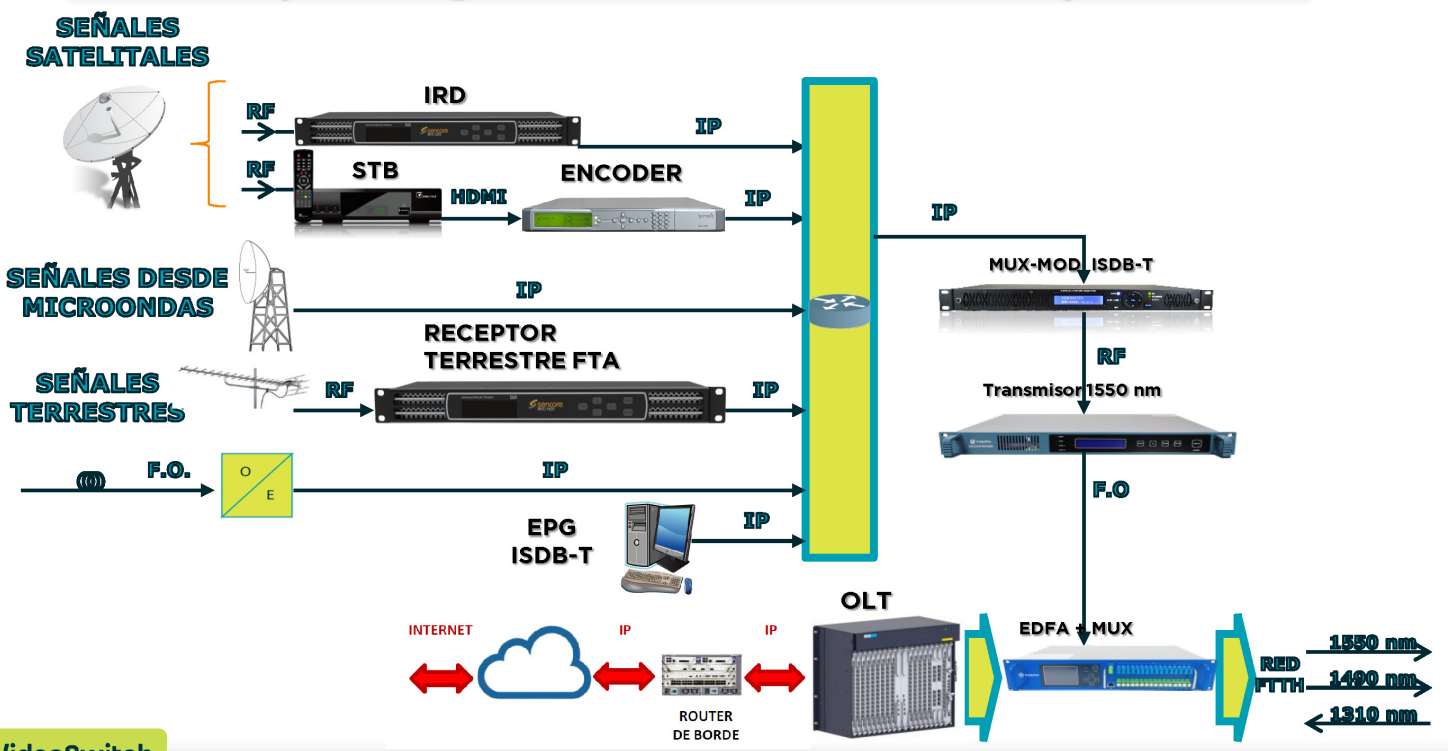 SEÑALES
SATELITALES
RF
IRD
sencore
IP
RF
STB
HDMI
ENCODER
IP
IP
SEÑALES DESDE
MICROONDAS
IP
MUX-MOD ISDB-T
RECEPTOR
TERRESTRE FTA
SEÑALES
TERRESTRES
RF
sencore
IP
RF
Transmisor 1550 nm
F.O.
O
E
IP
F.O
EPG
ISDB-T
IP
OLT
INTERNET
IP
IP
EDFA + MUX
ROUTER
DE BORDE
RED
FTTH
1550 nm
1490 nm
1310 nm